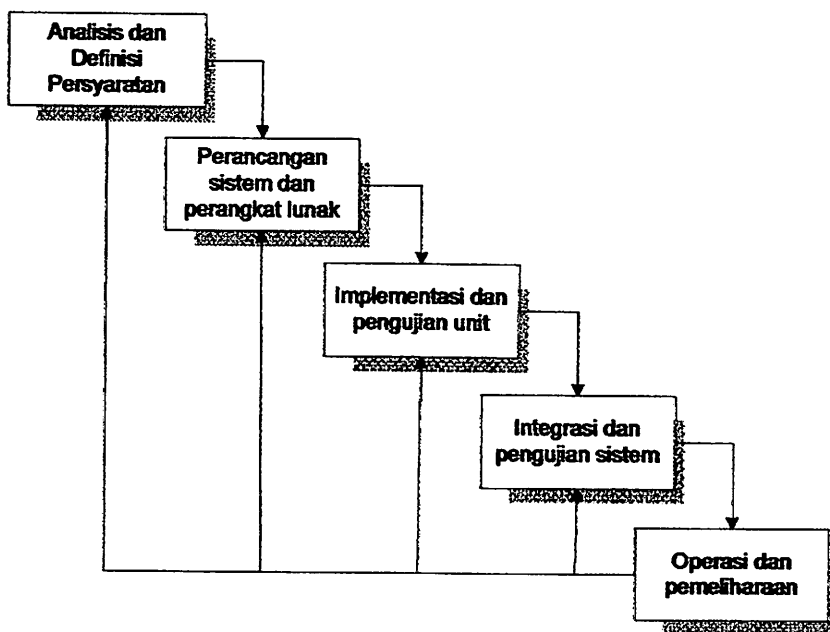 Analisis dan
Definisi
Persyaratan
Perancangan
sistem dan
perangkat lunak
Implementasi dan
pengujian unit
Integrasi dan
pengujian sistem
Operasi dan
pemeliharaan